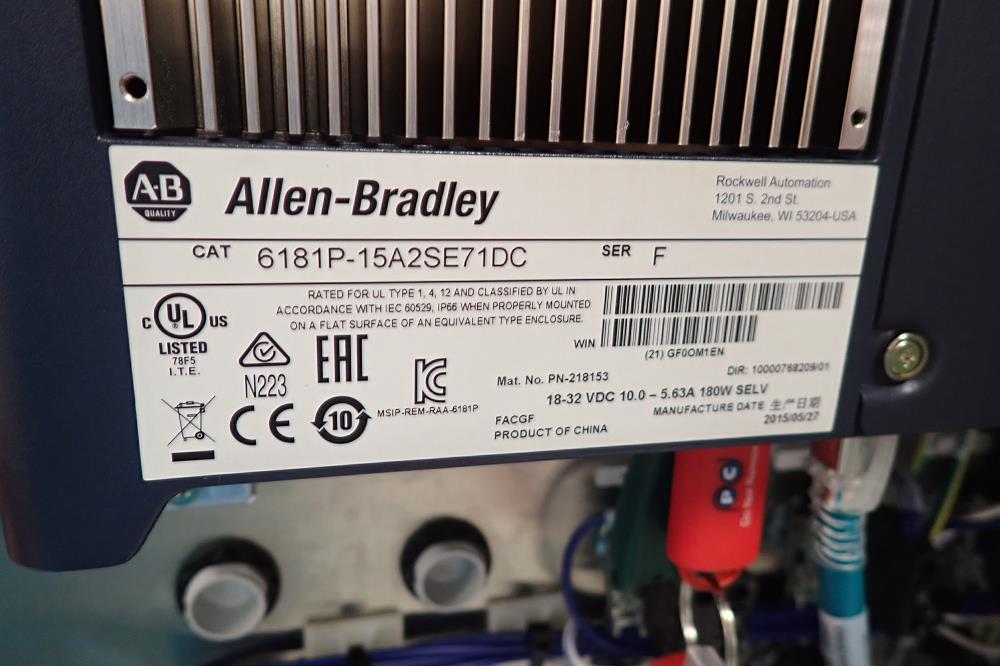 A-B
QUALITY
Allen-Bradley
Rockwell Automation
1201 S. 2nd St.
Milwaukee, WI 53204-USA
CAT 6181P-15A2SE71DC SER F
RATED FOR UL TYPE 1, 4, 12 AND CLASSIFIED BY UL IN
ACCORDANCE WITH IEC 60529, IP66 WHEN PROPERLY MOUNTED
ON A FLAT SURFACE OF AN EQUIVALENT TYPE ENCLOSURE.
C UL US
LISTED
78F5
I.T.E.
N223
EAC
MSIP-REM-RAA-6181P
CE
10
WIN
(21) GF0OM1EN
DIR: 10000768209/01
Mat. No. PN-218153
18-32 VDC 10.0 – 5.63A 180W SELV
MANUFACTURE DATE 生产日期
2015/05/27
FACGF
PRODUCT OF CHINA
pcd
Do Not Remove